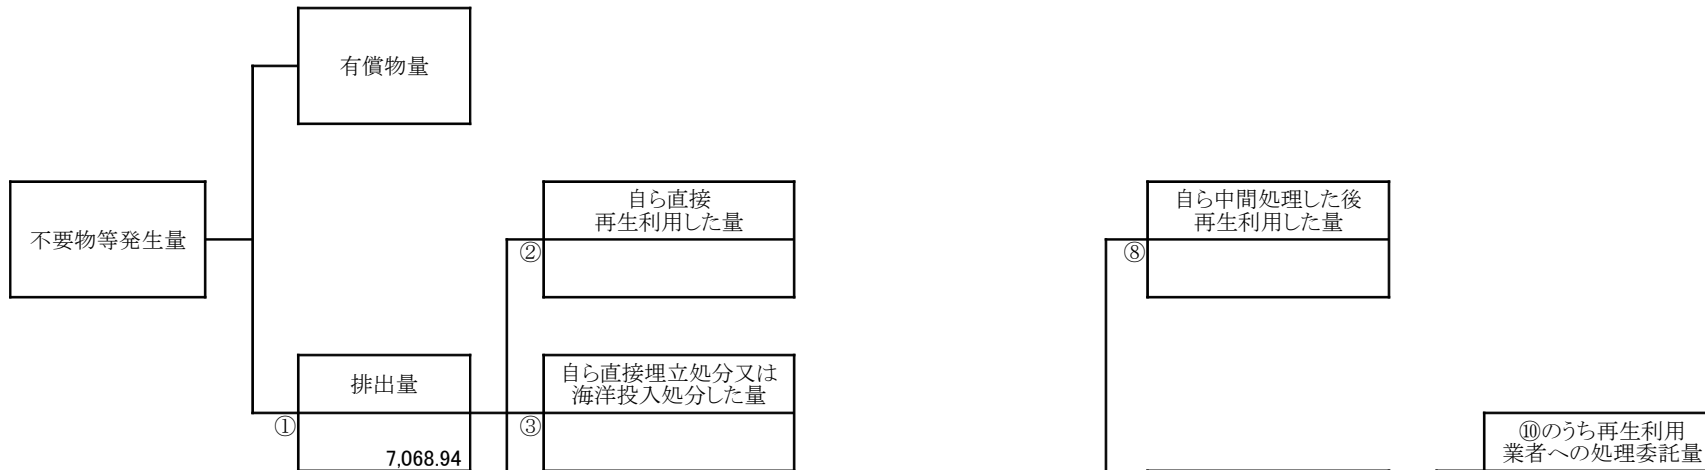 有償物量
不要物等発生量
自ら直接
再生利用した量
②
自ら中間処理した後
再生利用した量
⑧
排出量
①
7,068.94
自ら直接埋立処分又は
海洋投入処分した量
③
⑩のうち再生利用
業者への処理委託量